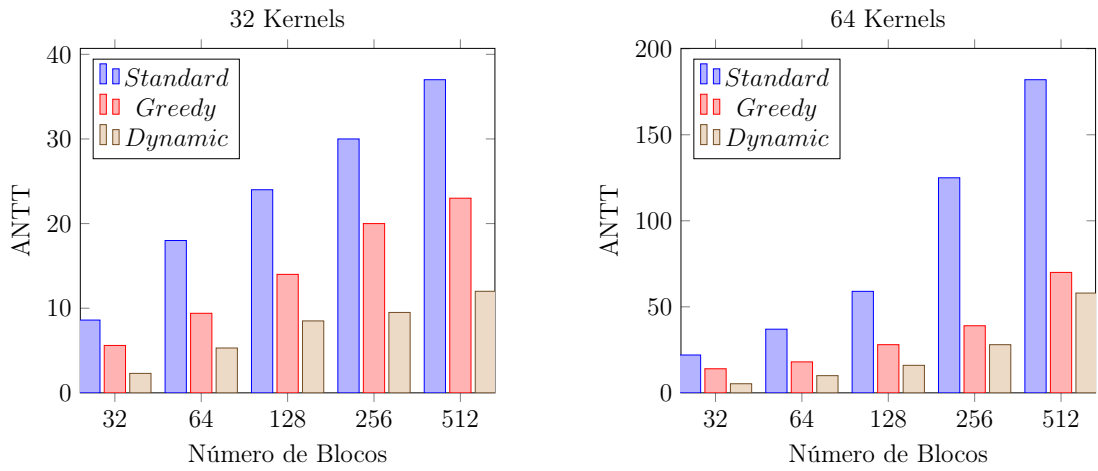 32 Kernels
40
30
20
10
0
ANTT
Standard
Greedy
Dynamic
32 64 128 256 512
Número de Blocos
64 Kernels
200
150
100
50
0
ANTT
Standard
Greedy
Dynamic
32 64 128 256 512
Número de Blocos